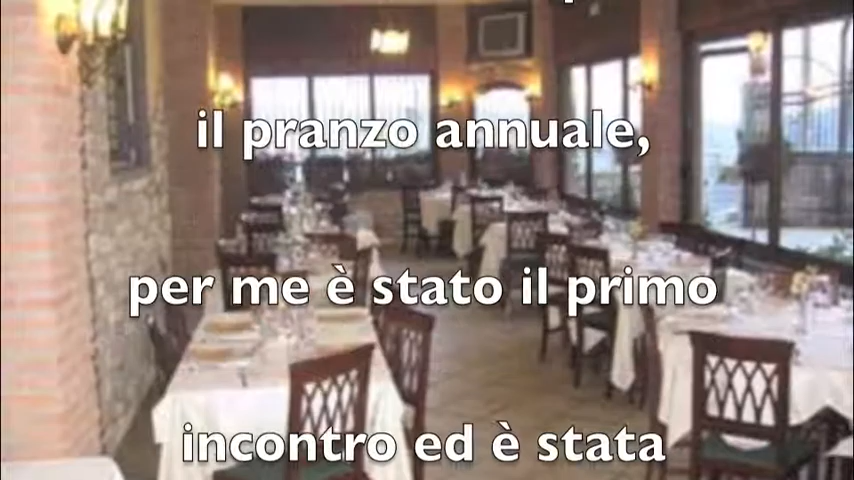 il pranzo annuale,
per me è stato il primo
incontro ed è stata